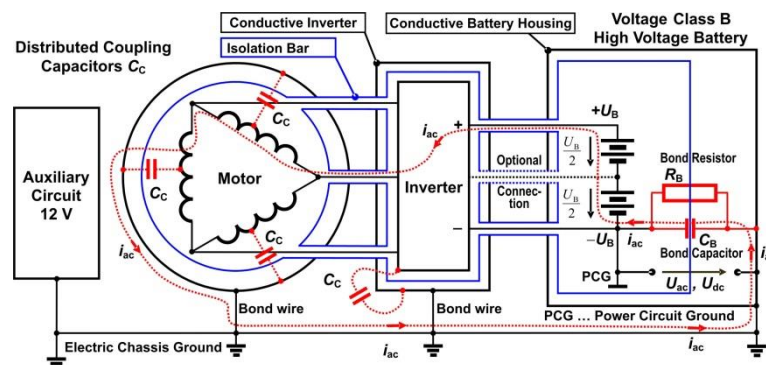 Conductive Inverter
Conductive Battery Housing
Voltage Class B
High Voltage Battery
Distributed Coupling
Capacitors CC
Isolation Bar
Auxiliary
Circuit
12 V
CC
CC
CC
CC
Motor
Inverter
+
−
iac
iac
iac
iac
iac
Optional
Connec-
tion
+UB
UB
2
UB
2
−UB
Bond Resistor
RB
CB
Bond Capacitor
PCG
Uac , Udc
Bond wire
Bond wire
PCG ... Power Circuit Ground
Electric Chassis Ground